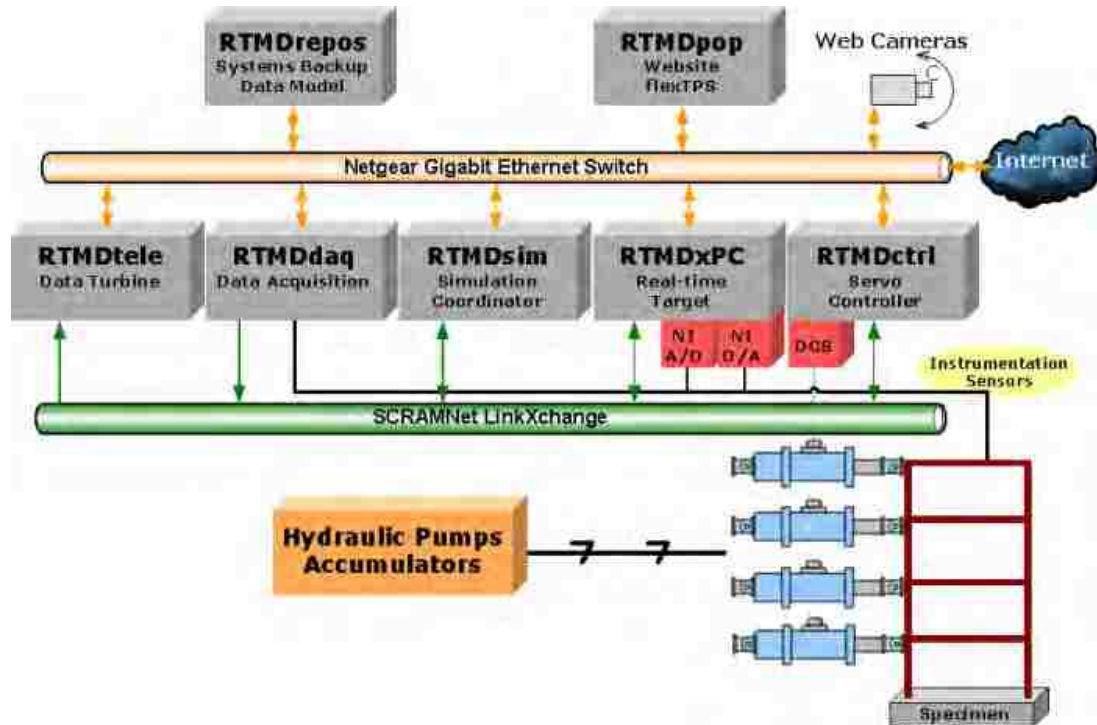 RTMDrepos
Systems Backup
Data Model
RTMDpop
Website
flexTPS
Web Cameras
Internet
Netgear Gigabit Ethernet Switch
RTMDtele
Data Turbine
RTMDdaq
Data Acquisition
RTMDsim
Simulation
Coordinator
RTMDxPC
Real-time
Target
RTMDctrl
Servo
Controller
NI
A/D
NI
D/A
DCS
Instrumentation
Sensors
SCRAMNet LinkXchange
Hydraulic Pumps
Accumulators
Specimen